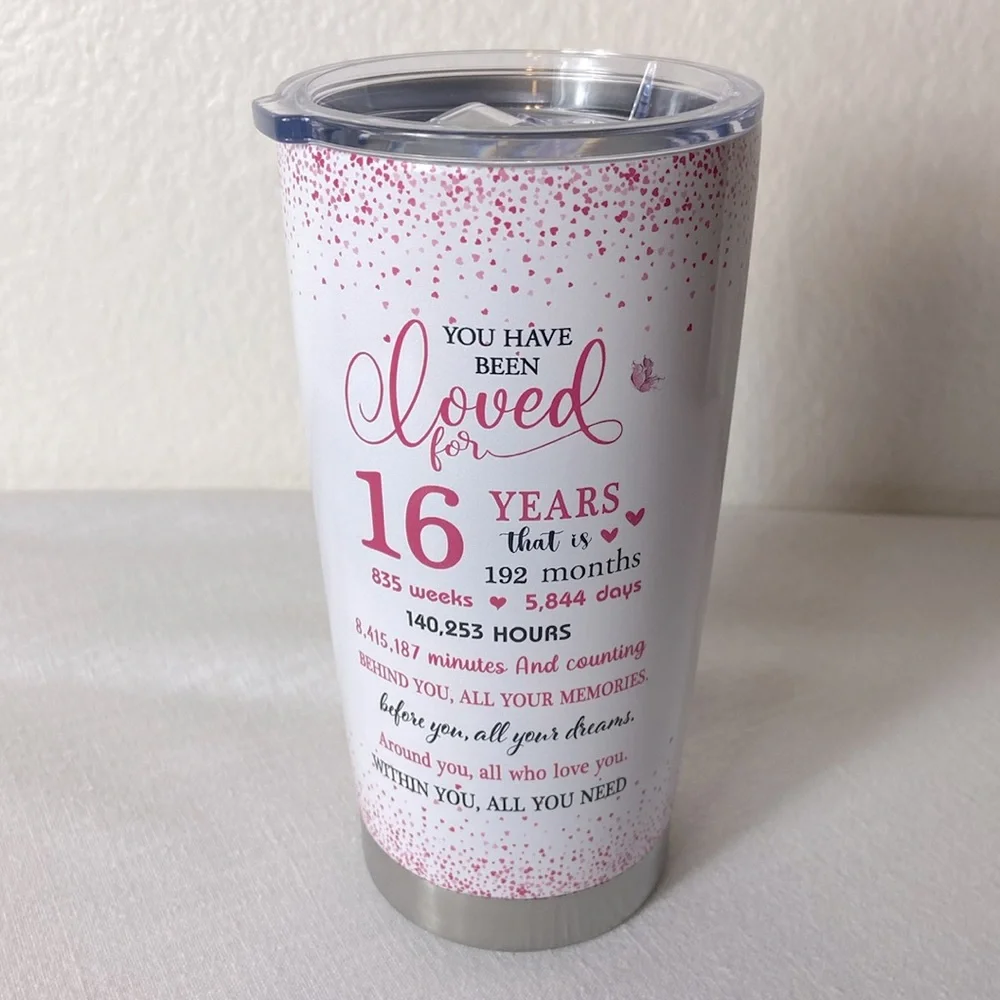 YOU HAVE
BEEN
loved
for
16 YEARS
that is
192 months
835 weeks ♥ 5,844 days
140,253 HOURS
8,415,187 minutes And counting
BEHIND YOU, ALL YOUR MEMORIES.
before you, all your dreams.
Around you, all who love you.
WITHIN YOU, ALL YOU NEED